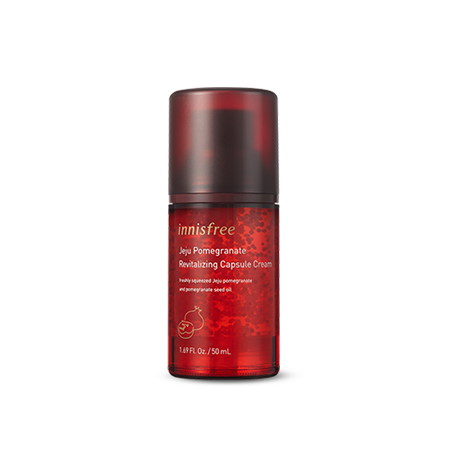 innisfree
Jeju Pomegranate
Revitalizing Capsule Cream
freshly squeezed Jeju pomegranate
and pomegranate seed oil
1.69 Fl. Oz. / 50 mL